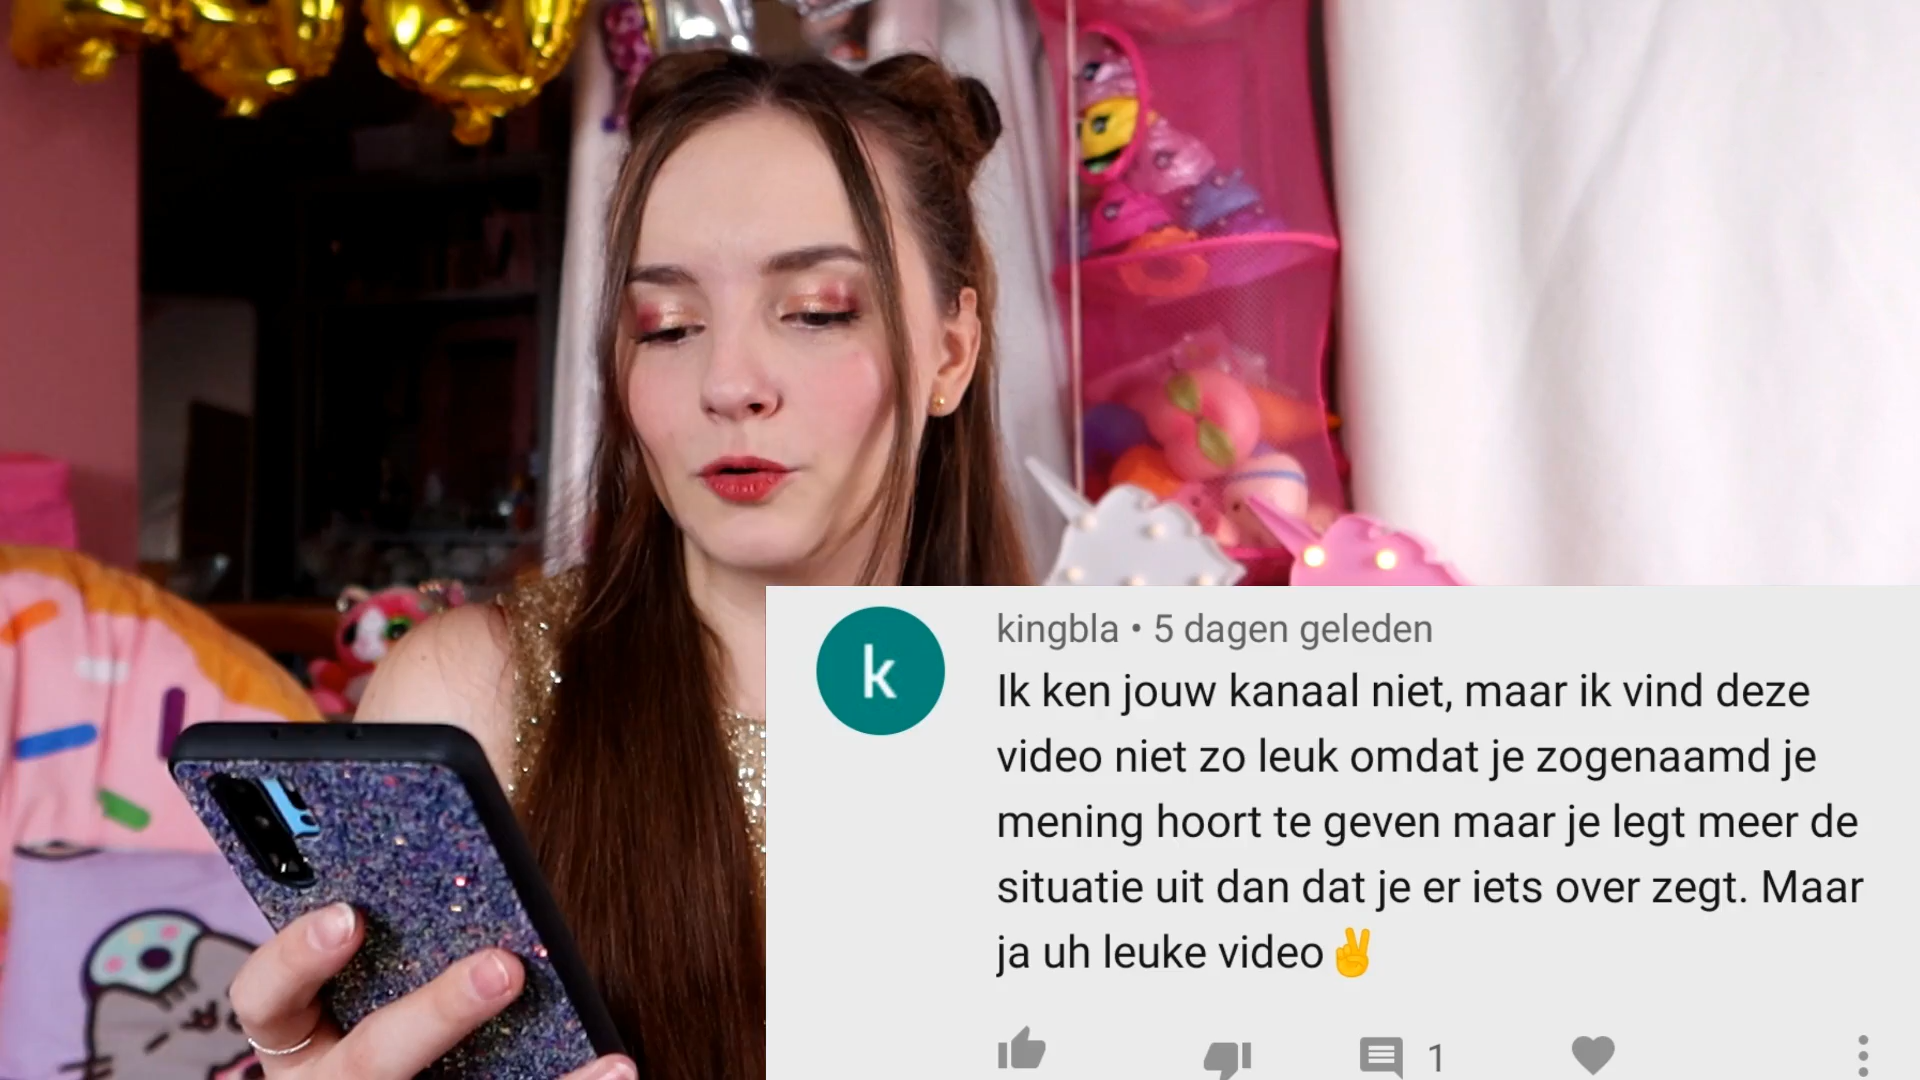 k
kingbla • 5 dagen geleden
Ik ken jouw kanaal niet, maar ik vind deze
video niet zo leuk omdat je zogenaamd je
mening hoort te geven maar je legt meer de
situatie uit dan dat je er iets over zegt. Maar
ja uh leuke video✌
1